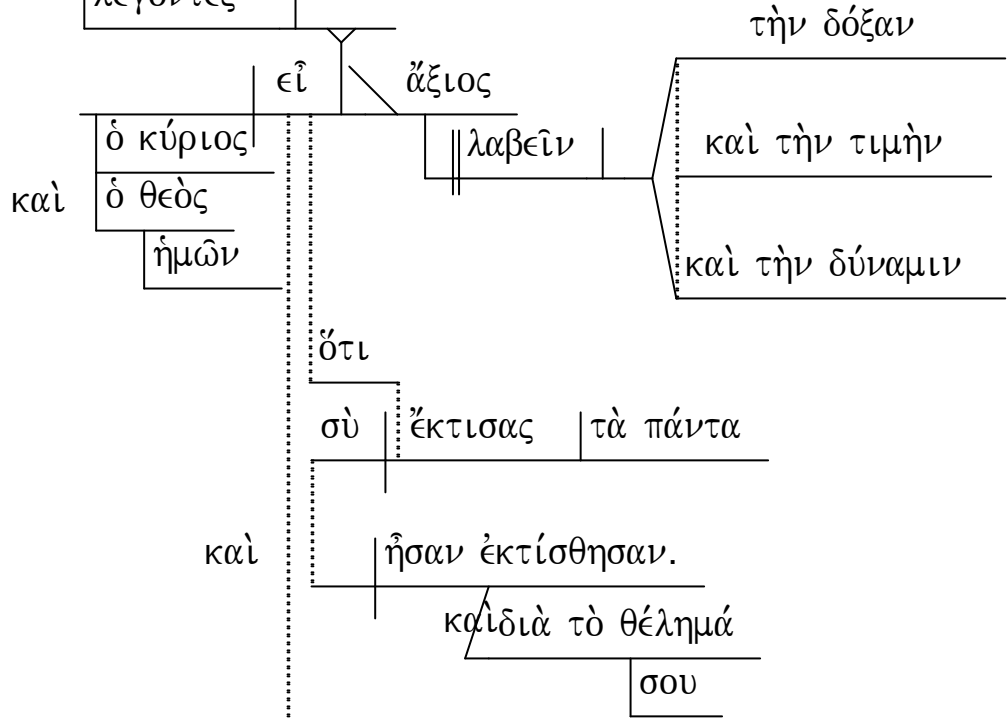 λέγοντες
τὴν δόξαν
εἶ ἄξιος
ὁ κύριος λαβεῖν καὶ τὴν τιμὴν
καὶ ὁ θεὸς
ἡμῶν καὶ τὴν δύναμιν
ὅτι
σὺ ἔκτισας τὰ πάντα
καὶ ἦσαν ἐκτίσθησαν.
καὶ διὰ τὸ θέλημά
σου